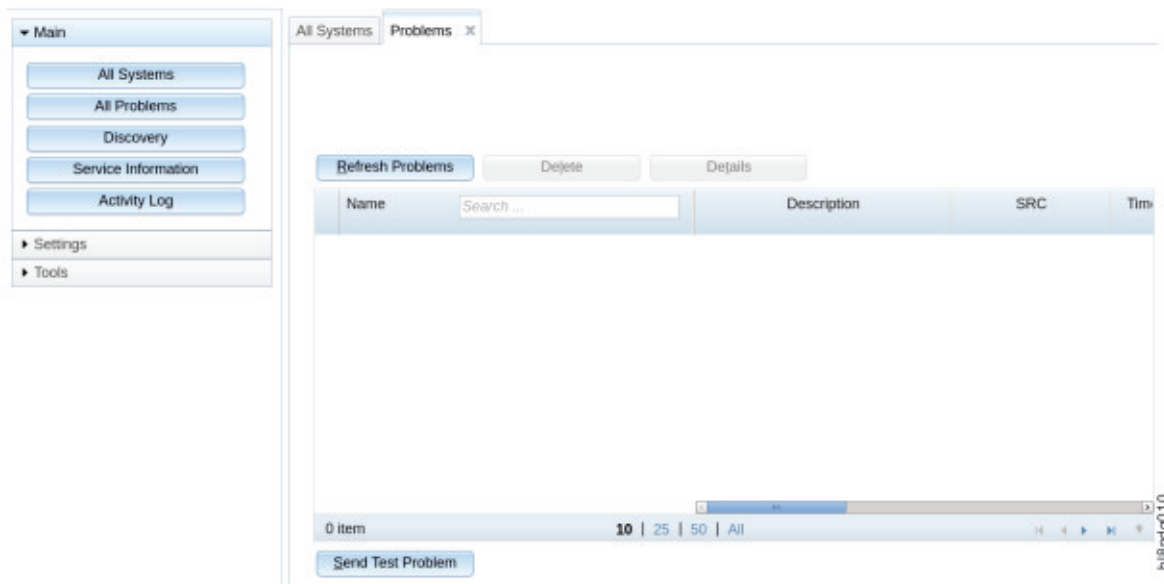 Main
All Systems
All Problems
Discovery
Service Information
Activity Log
Settings
Tools
All Systems
Problems
Refresh Problems
Delete
Details
Name
Search ...
Description
SRC
Tim
0 item
10 | 25 | 50 | All
Send Test Problem